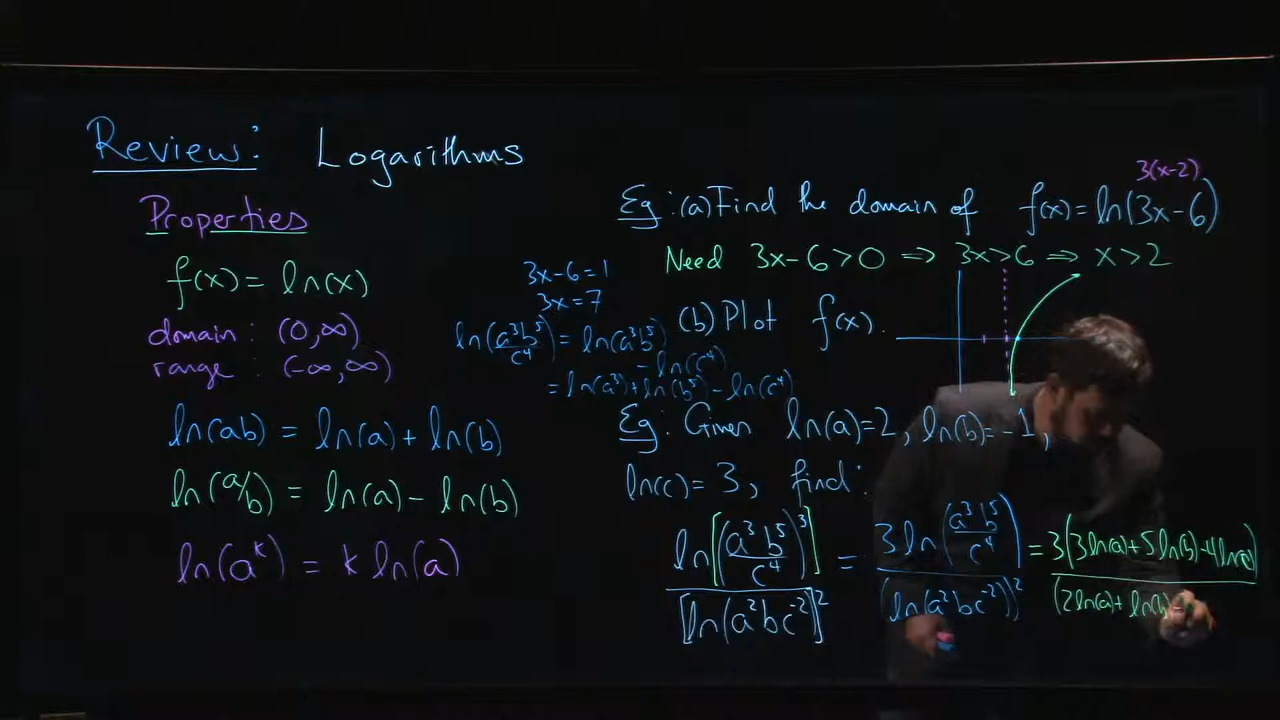 Review: Logarithms
Properties
f(x) = ln(x)
domain : (0,∞)
range : (-∞,∞)
ln(ab) = ln(a) + ln(b)
ln(a/b) = ln(a) - ln(b)
ln(a^k) = k ln(a)
3(x-2)
Eg: (a) Find the domain of f(x) = ln(3x-6)
Need 3x-6>0 ⇒ 3x>6 ⇒ x>2
3x-6=1
3x=7
(b) Plot f(x).
ln(a³b⁵/c⁴) = ln(a³b⁵)
- ln(c⁴)
= ln(a³)+ln(b⁵)-ln(c⁴)
Eg: Given ln(a)=2, ln(b)=-1,
ln(c)=3, find:
ln[(a³b⁵/c⁴)³] / [ln(a²bc⁻²)]² = 3ln(a³b⁵/c⁴) / (ln(a²bc⁻²))² = 3(3ln(a)+5ln(b)-4ln(c)) / (2ln(a)+ln(b)